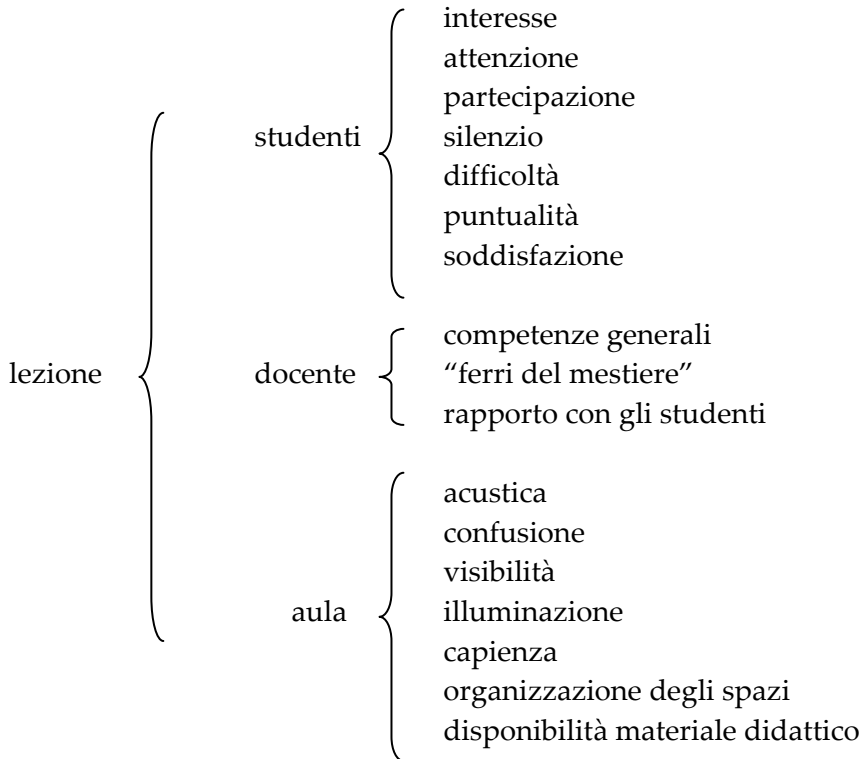 interesse
attenzione
partecipazione
studenti
silenzio
difficoltà
puntualità
soddisfazione
competenze generali
lezione
docente
“ferri del mestiere”
rapporto con gli studenti
acustica
confusione
visibilità
aula
illuminazione
capienza
organizzazione degli spazi
disponibilità materiale didattico